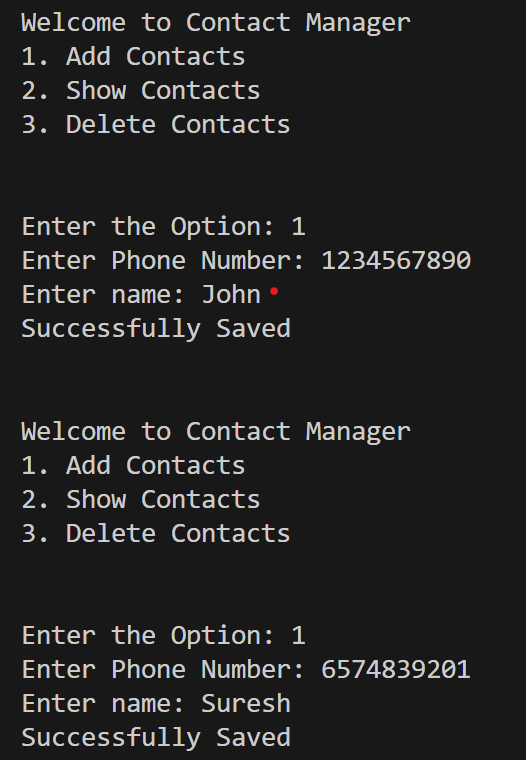 Welcome to Contact Manager
1. Add Contacts
2. Show Contacts
3. Delete Contacts
Enter the Option: 1
Enter Phone Number: 1234567890
Enter name: John
Successfully Saved
Welcome to Contact Manager
1. Add Contacts
2. Show Contacts
3. Delete Contacts
Enter the Option: 1
Enter Phone Number: 6574839201
Enter name: Suresh
Successfully Saved